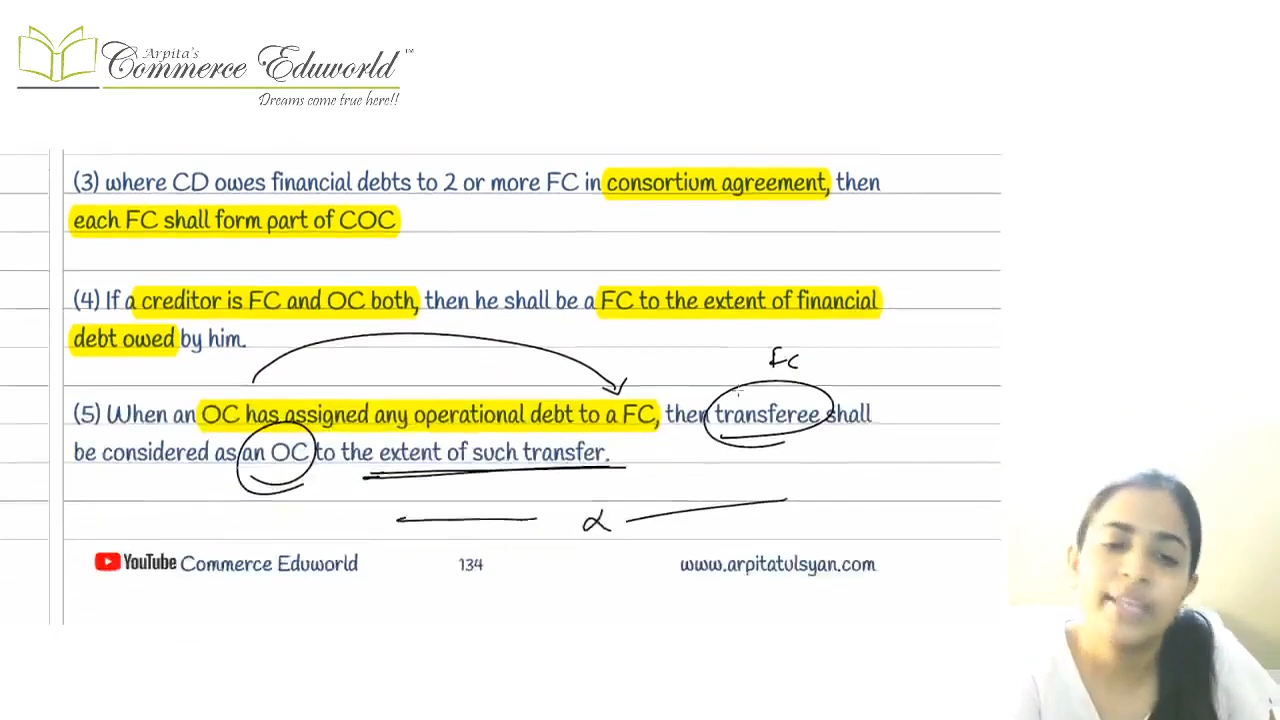 Arpita's
Commerce Eduworld™
Dreams come true here!!
(3) where CD owes financial debts to 2 or more FC in consortium agreement, then
each FC shall form part of COC
(4) If a creditor is FC and OC both, then he shall be a FC to the extent of financial
debt owed by him.
FC
(5) When an OC has assigned any operational debt to a FC, then transferee shall
be considered as an OC to the extent of such transfer.
YouTube Commerce Eduworld 134 www.arpitatulsyan.com